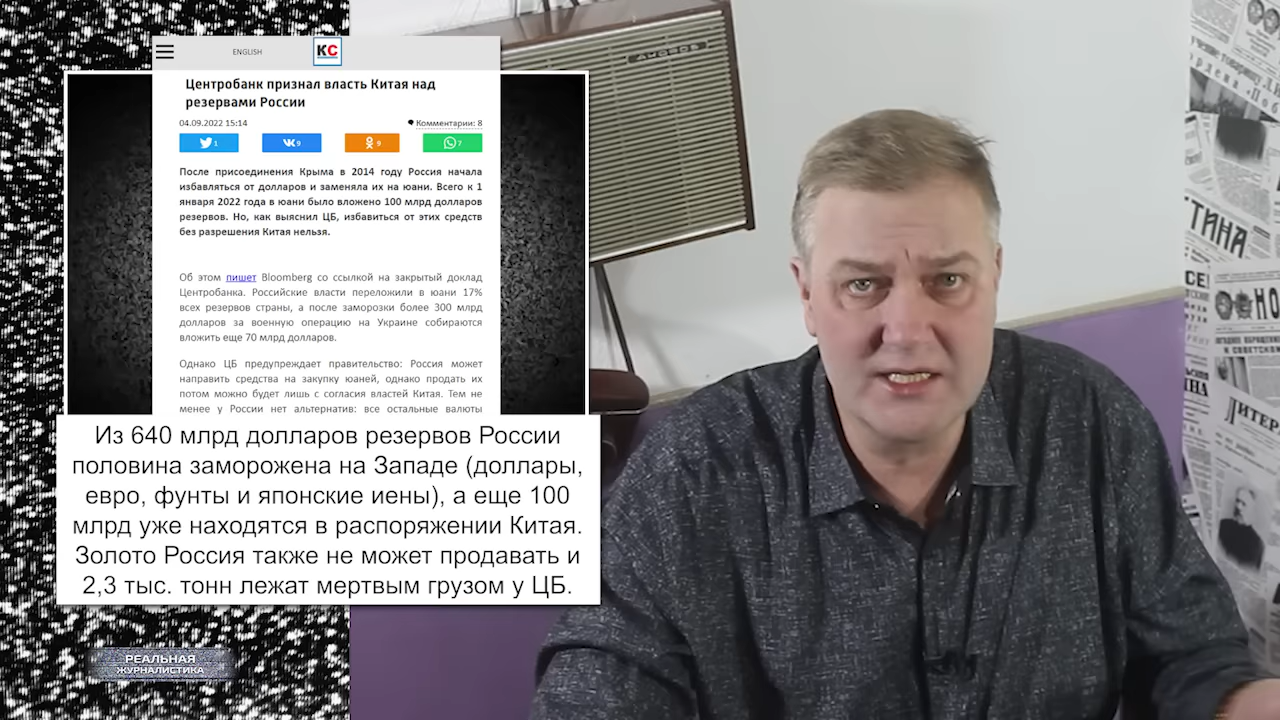 ENGLISH
КС
Центробанк признал власть Китая над
резервами России
04.09.2022 15:14
Комментарии: 8
1
9
9
7
После присоединения Крыма в 2014 году Россия начала
избавляться от долларов и заменяла их на юани. Всего к 1
января 2022 года в юани было вложено 100 млрд долларов
резервов. Но, как выяснил ЦБ, избавиться от этих средств
без разрешения Китая нельзя.
Об этом пишет Bloomberg со ссылкой на закрытый доклад
Центробанка. Российские власти переложили в юани 17%
всех резервов страны, а после заморозки более 300 млрд
долларов за военную операцию на Украине собираются
вложить еще 70 млрд долларов.
Однако ЦБ предупреждает правительство: Россия может
направить средства на закупку юаней, однако продать их
потом можно будет лишь с согласия властей Китая. Тем не
менее у России нет альтернатив: все остальные валюты
Из 640 млрд долларов резервов России
половина заморожена на Западе (доллары,
евро, фунты и японские иены), а еще 100
млрд уже находятся в распоряжении Китая.
Золото Россия также не может продавать и
2,3 тыс. тонн лежат мертвым грузом у ЦБ.
РЕАЛЬНАЯ
ЖУРНАЛИСТИКА